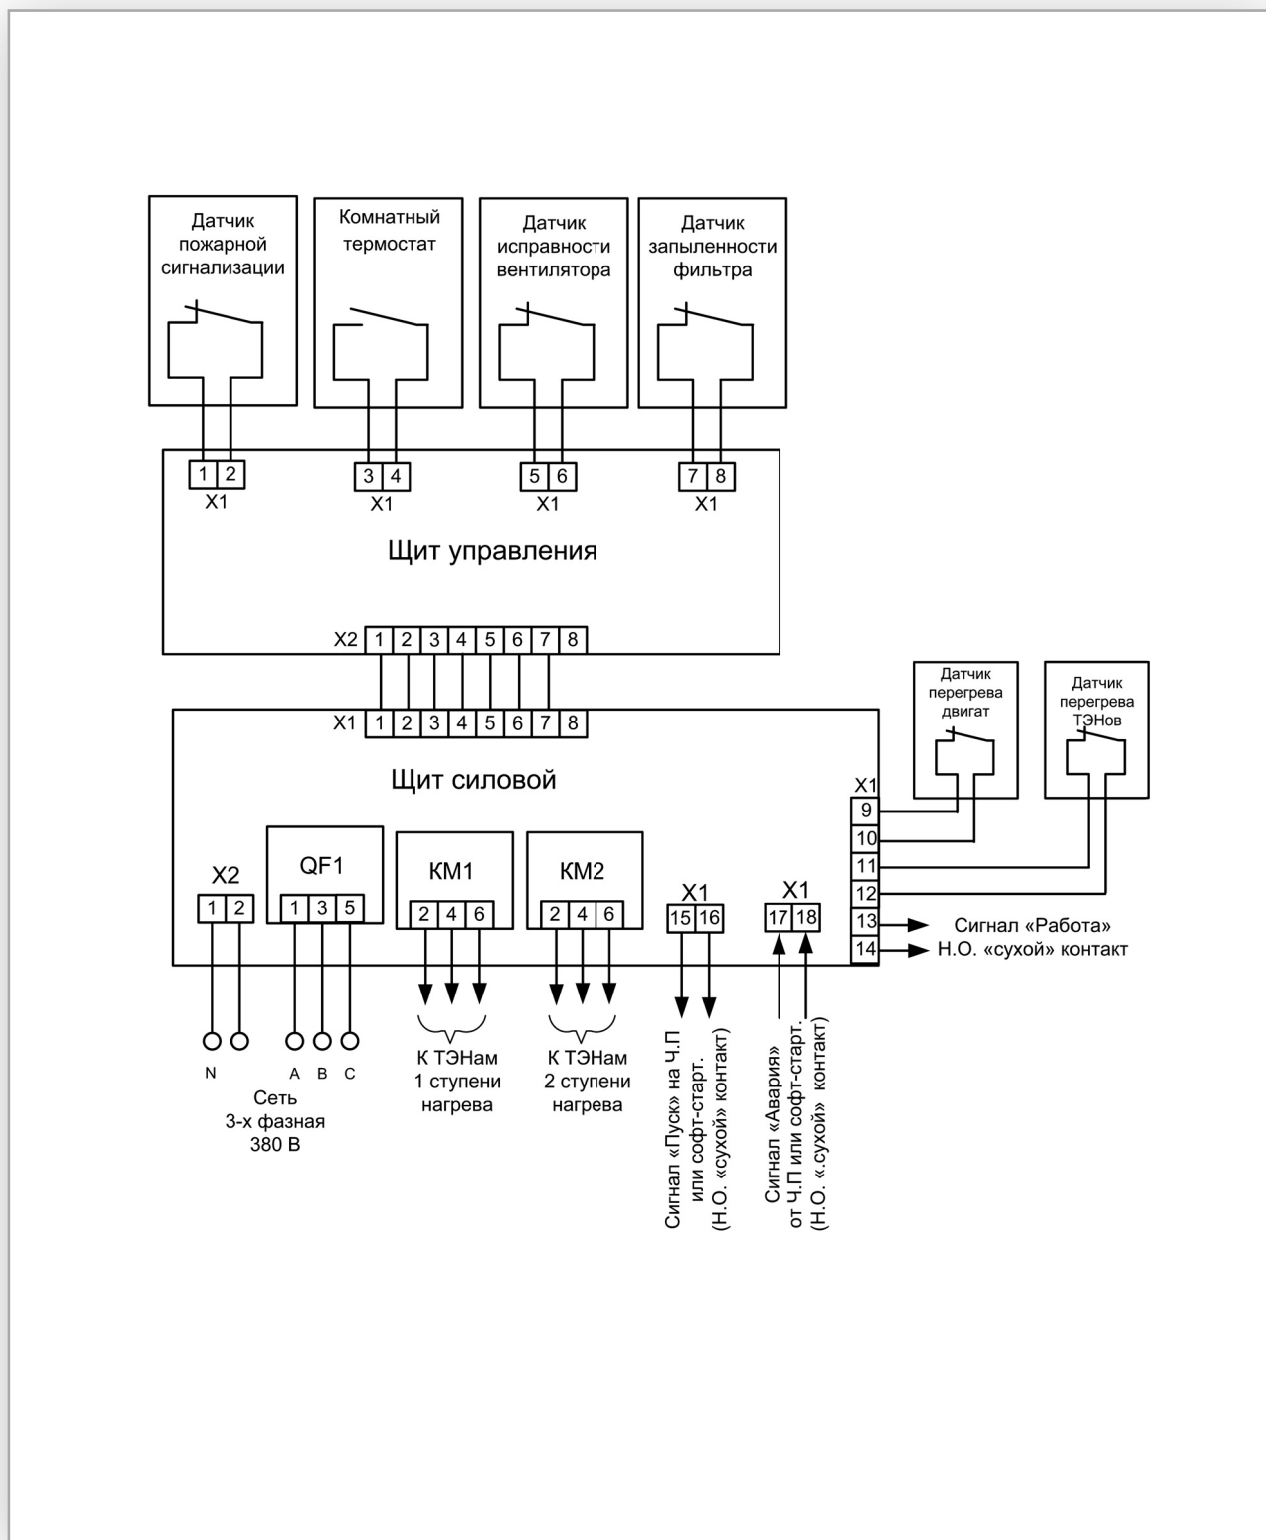 Датчик
пожарной
сигнализации
Комнатный
термостат
Датчик
исправности
вентилятора
Датчик
запыленности
фильтра
1 2
X1
3 4
X1
5 6
X1
7 8
X1
Щит управления
X2 1 2 3 4 5 6 7 8
Датчик
перегрева
двигат
Датчик
перегрева
ТЭНов
X1 1 2 3 4 5 6 7 8
Щит силовой
X1
9
10
11
12
13
14
Сигнал «Работа»
Н.О. «сухой» контакт
X2
1 2
QF1
1 3 5
КМ1
2 4 6
КМ2
2 4 6
X1
15 16
X1
17 18
N
A B C
Сеть
3-х фазная
380 В
К ТЭНам
1 ступени
нагрева
К ТЭНам
2 ступени
нагрева
Сигнал «Пуск» на Ч.П
или софт-старт.
(Н.О. «сухой» контакт)
Сигнал «Авария»
от Ч.П или софт-старт.
(Н.О. «.сухой» контакт)